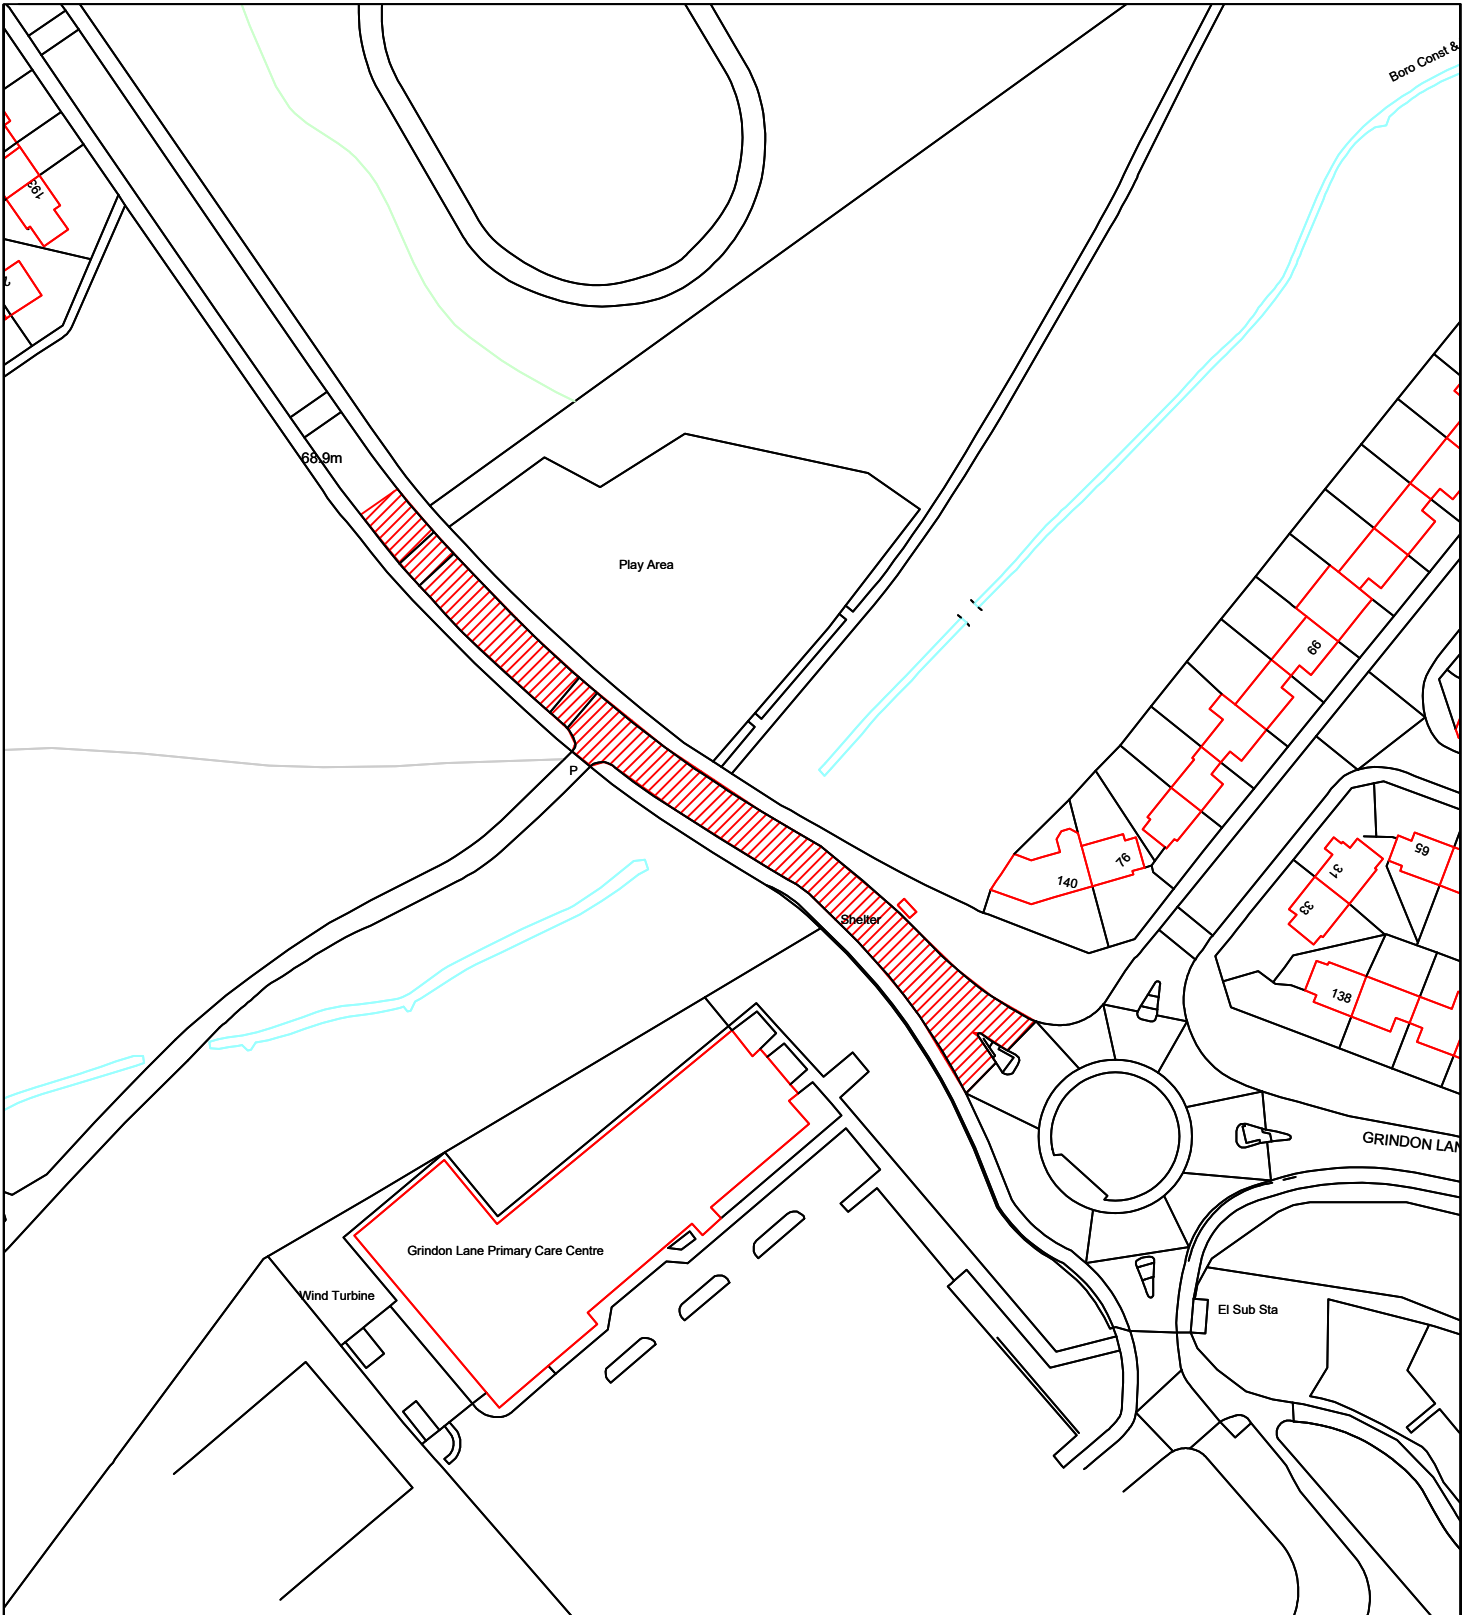 Boro Const &
193
68.9m
Play Area
66
P
76
140
65
31
33
Shelter
138
GRINDON LAN
Grindon Lane Primary Care Centre
Wind Turbine
El Sub Sta